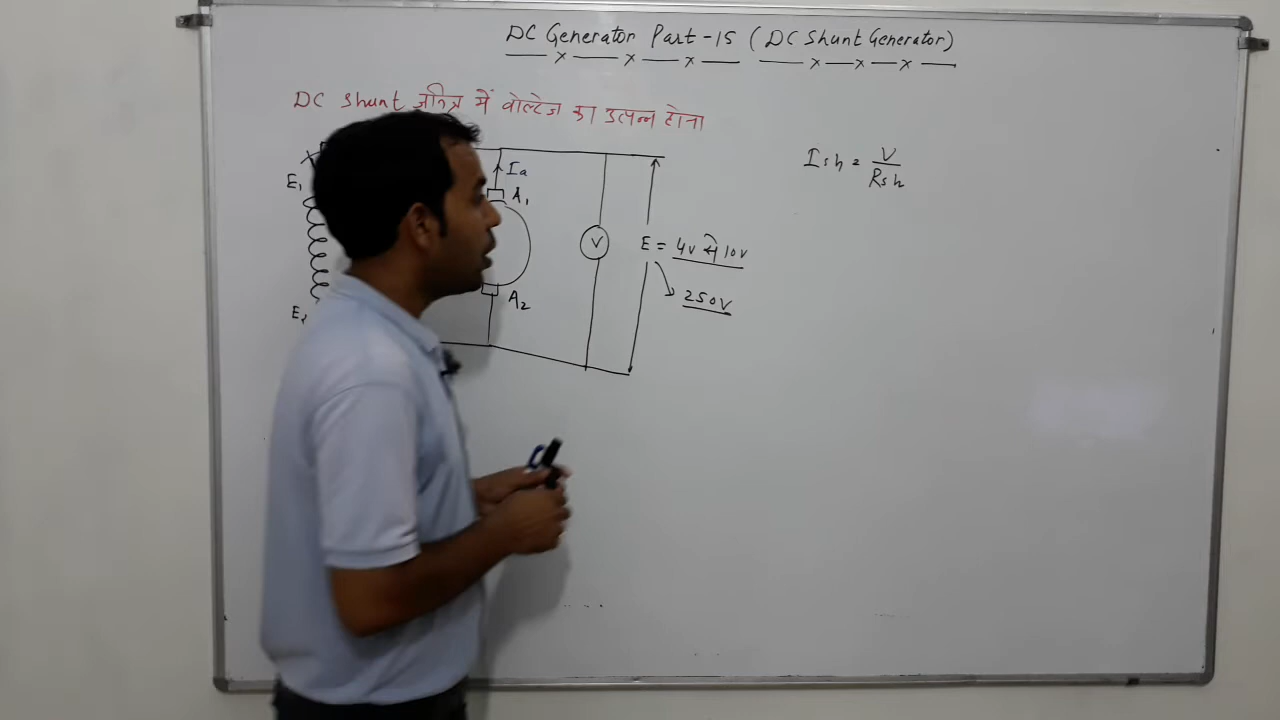 DC Generator Part-15 (DC Shunt Generator)
DC Shunt जनित्र में वोल्टेज का उत्पन्न होना
Ish = V/Rsh
Ia
A1
E1
V
E = 4V से 10V
250V
A2